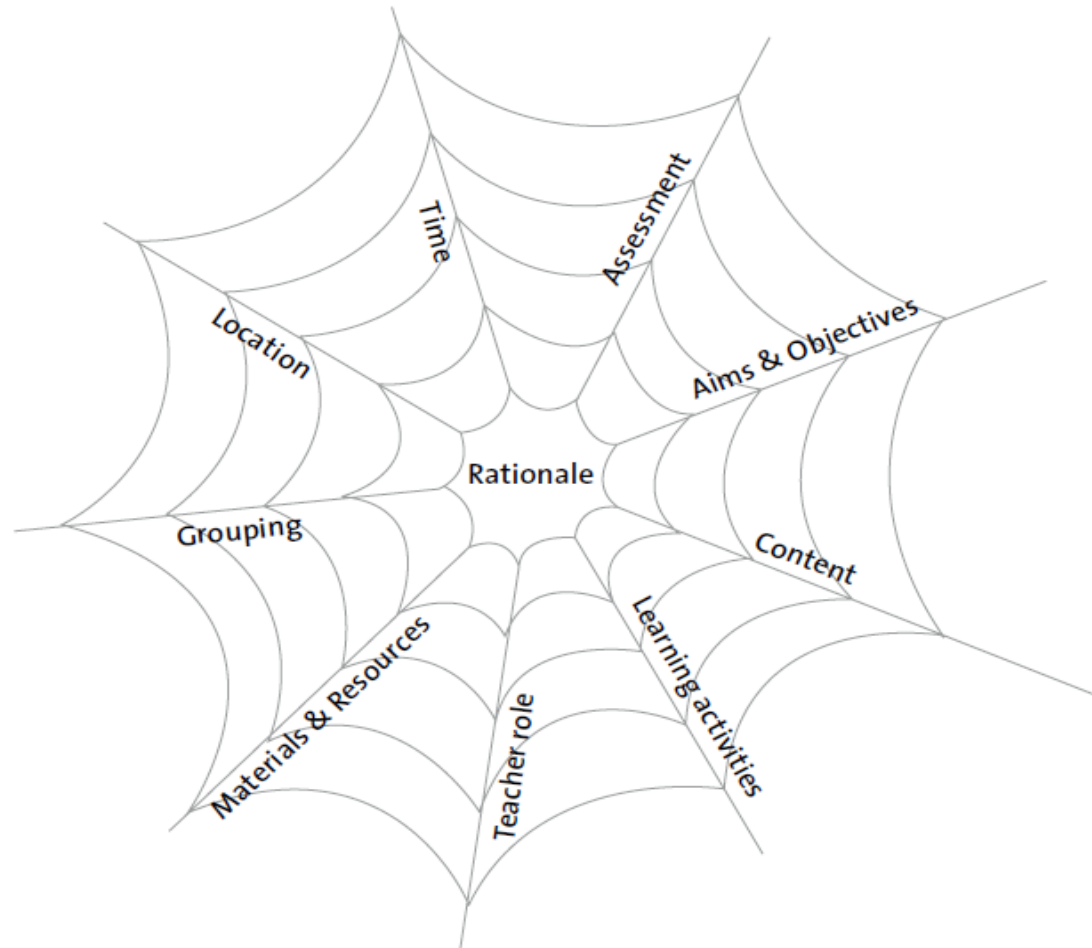 Time
Assessment
Location
Aims & Objectives
Rationale
Grouping
Content
Learning activities
Materials & Resources
Teacher role